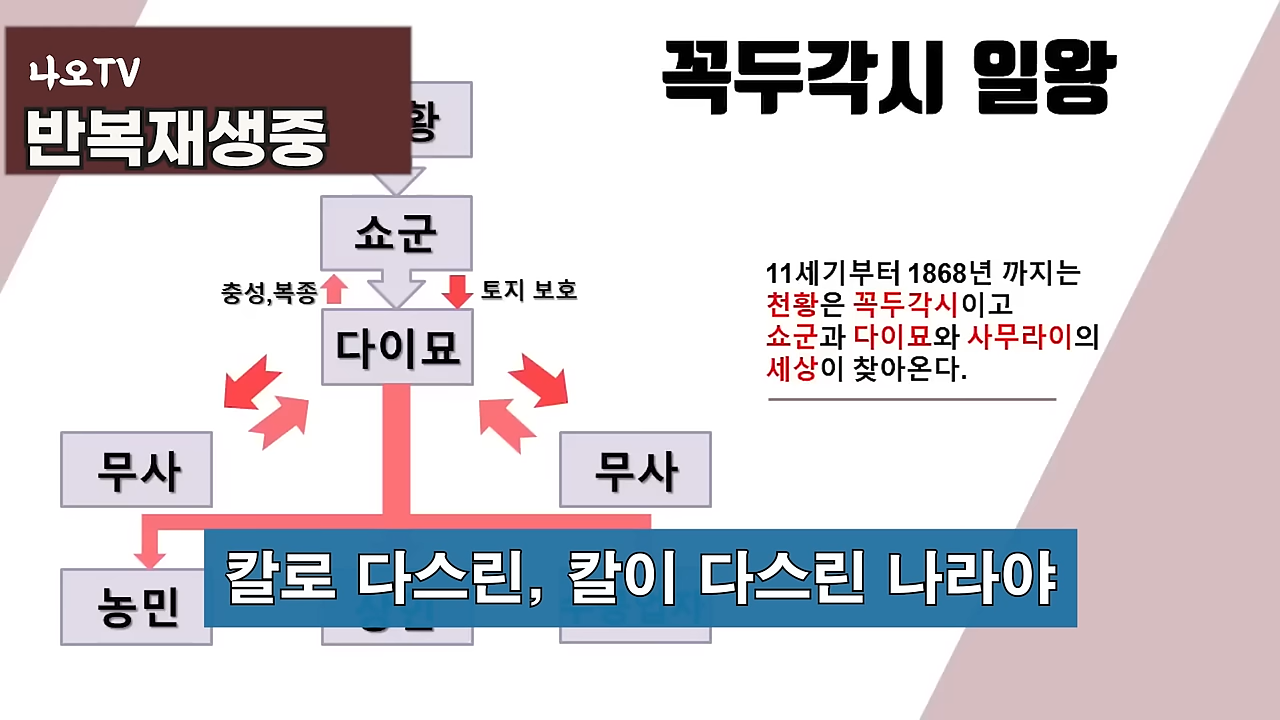 나오TV
반복재생중
꼭두각시 일왕
황
쇼군
충성,복종
토지 보호
다이묘
11세기부터 1868년 까지는
천황은 꼭두각시이고
쇼군과 다이묘와 사무라이의
세상이 찾아온다.
무사
무사
농민
칼로 다스린, 칼이 다스린 나라야